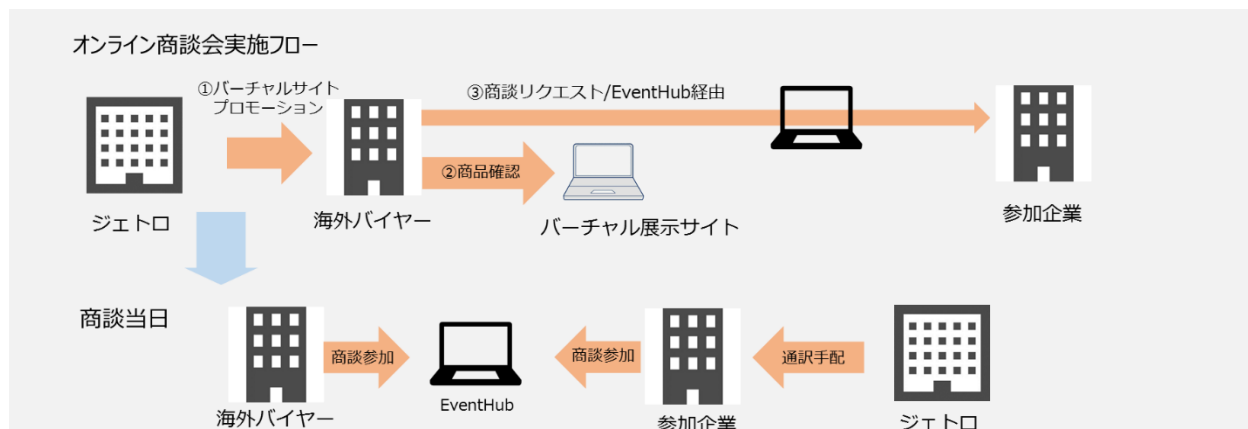 オンライン商談会実施フロー
①バーチャルサイト
プロモーション
③商談リクエスト/EventHub経由
②商品確認
ジェトロ
海外バイヤー
バーチャル展示サイト
参加企業
商談当日
商談参加
商談参加
通訳手配
海外バイヤー
EventHub
参加企業
ジェトロ